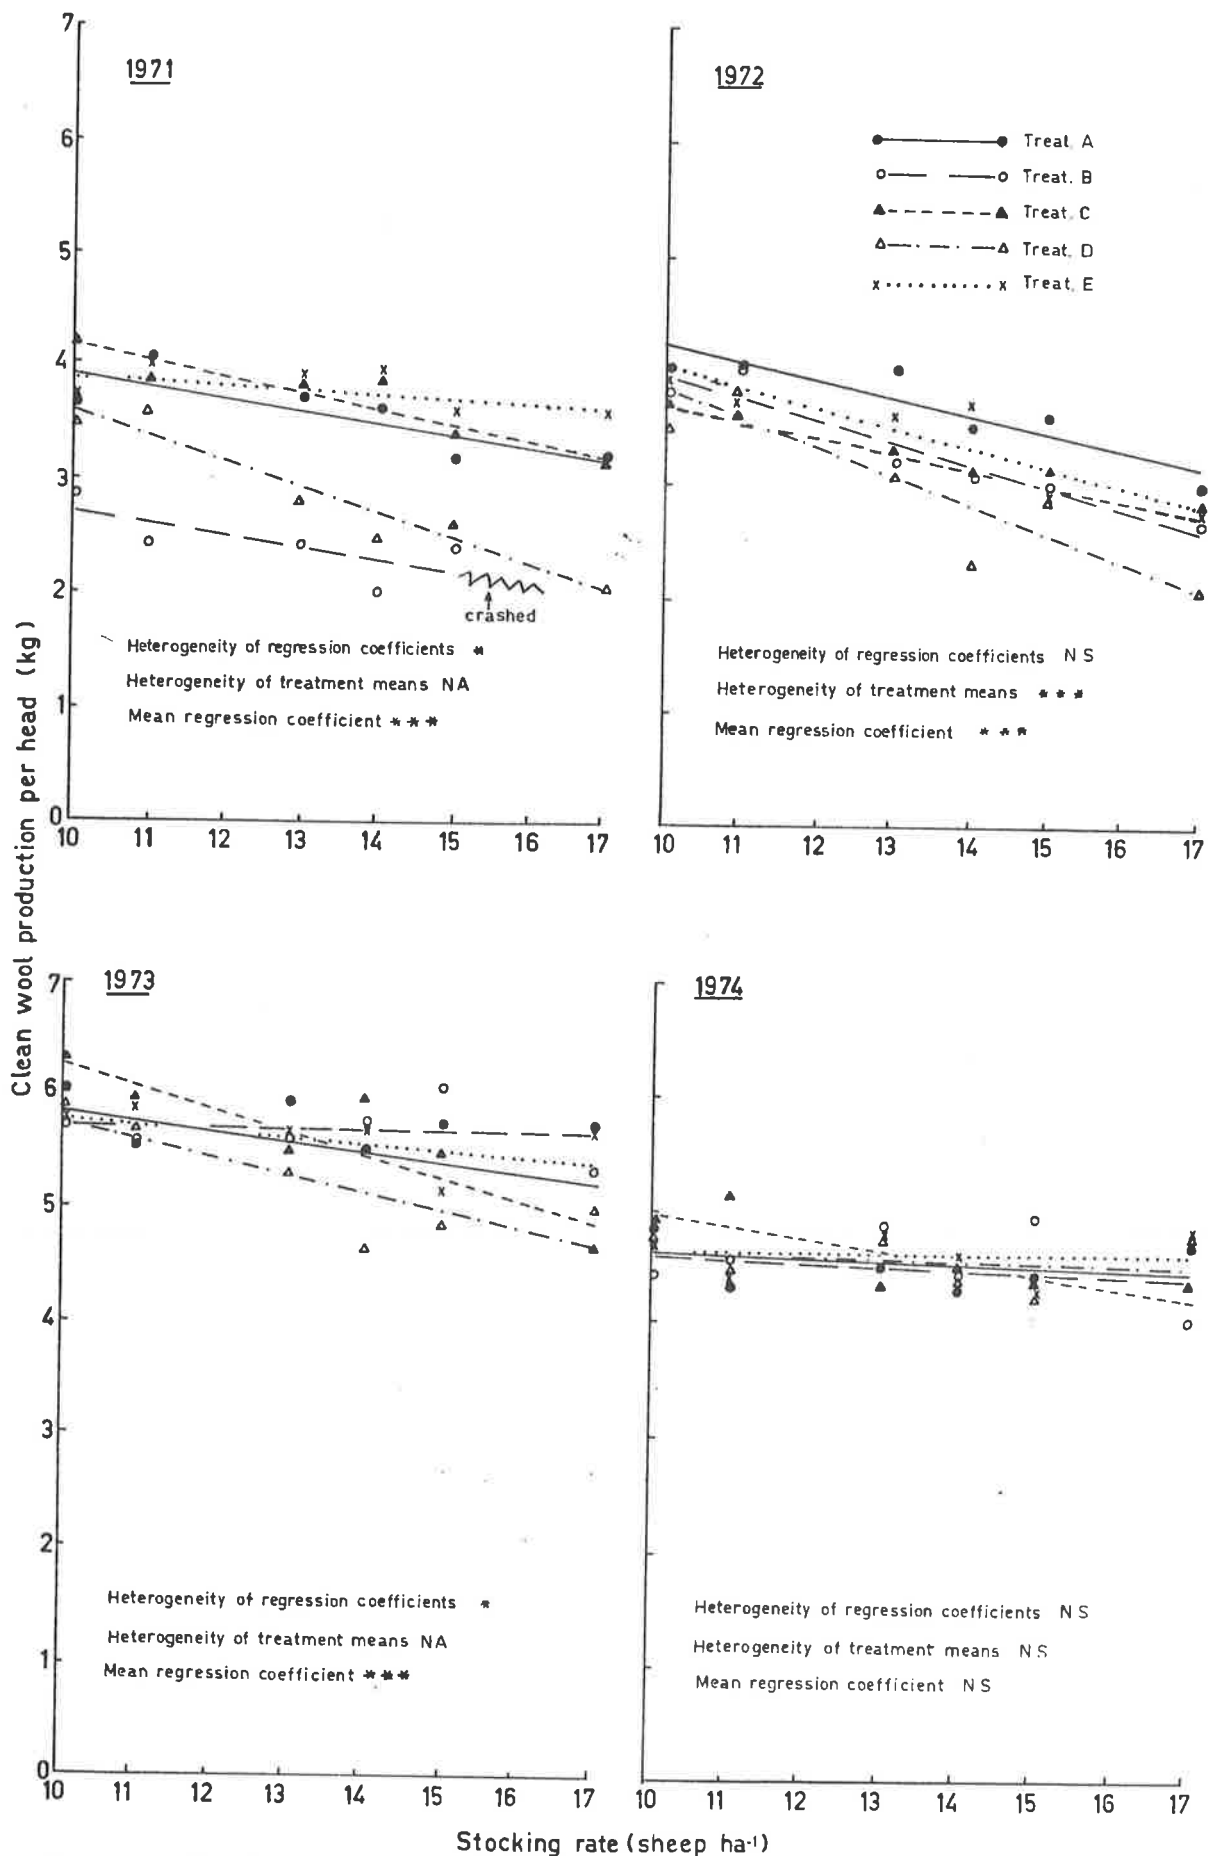 Clean wool production per head (kg)
1971
7
6
5
4
3
2
1
0
10 11 13 14 15 17
crashed
Heterogeneity of regression coefficients *
Heterogeneity of treatment means NA
Mean regression coefficient ***
1972
Treat. A
Treat. B
Treat. C
Treat. D
Treat. E
Heterogeneity of regression coefficients NS
Heterogeneity of treatment means ***
Mean regression coefficient ***
10 11 12 13 14 15 16 17
1973
7
6
5
4
3
2
1
0
Heterogeneity of regression coefficients *
Heterogeneity of treatment means NA
Mean regression coefficient ***
10 11 12 13 14 15 16 17
1974
Heterogeneity of regression coefficients NS
Heterogeneity of treatment means NS
Mean regression coefficient NS
10 11 12 13 14 15 16 17
Stocking rate (sheep ha-1)